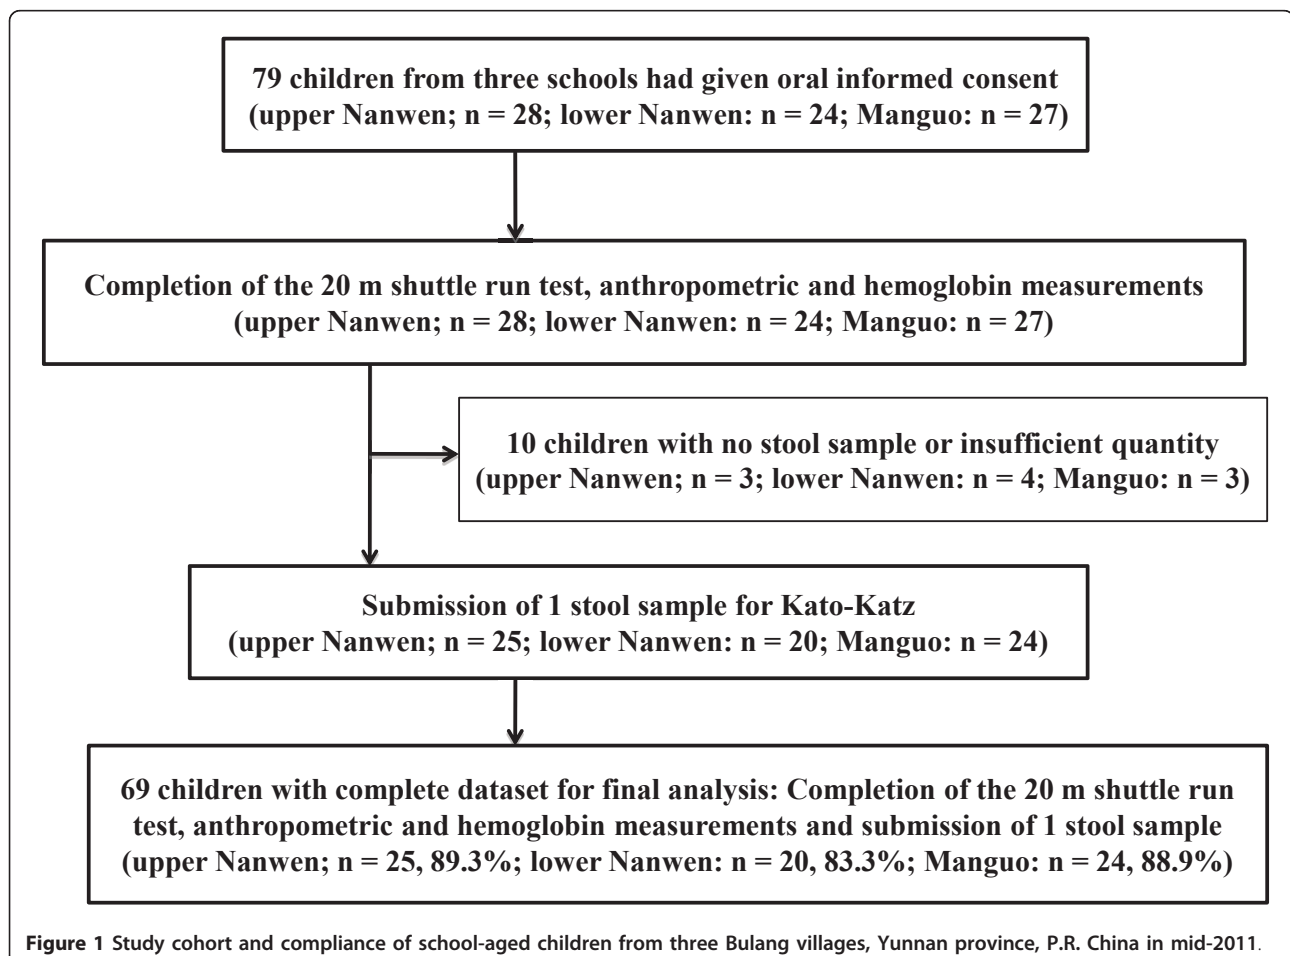 79 children from three schools had given oral informed consent
(upper Nanwen; n = 28; lower Nanwen: n = 24; Manguo: n = 27)
Completion of the 20 m shuttle run test, anthropometric and hemoglobin measurements
(upper Nanwen; n = 28; lower Nanwen: n = 24; Manguo: n = 27)
10 children with no stool sample or insufficient quantity
(upper Nanwen; n = 3; lower Nanwen: n = 4; Manguo: n = 3)
Submission of 1 stool sample for Kato-Katz
(upper Nanwen; n = 25; lower Nanwen: n = 20; Manguo: n = 24)
69 children with complete dataset for final analysis: Completion of the 20 m shuttle run
test, anthropometric and hemoglobin measurements and submission of 1 stool sample
(upper Nanwen; n = 25, 89.3%; lower Nanwen: n = 20, 83.3%; Manguo: n = 24, 88.9%)
Figure 1 Study cohort and compliance of school-aged children from three Bulang villages, Yunnan province, P.R. China in mid-2011.